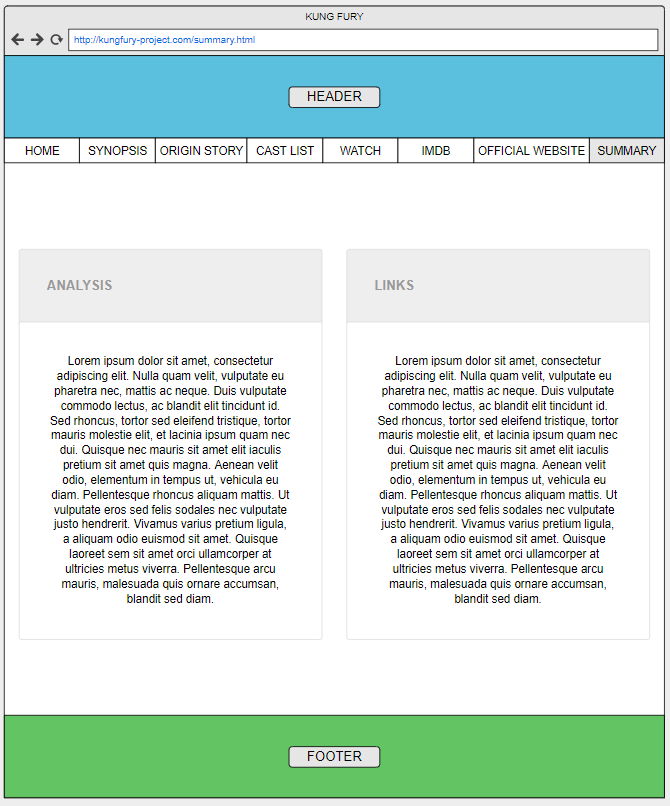 KUNG FURY
http://kungfury-project.com/summary.html
HEADER
HOME SYNOPSIS ORIGIN STORY CAST LIST WATCH IMDB OFFICIAL WEBSITE SUMMARY
ANALYSIS
Lorem ipsum dolor sit amet, consectetur
adipiscing elit. Nulla quam velit, vulputate eu
pharetra nec, mattis ac neque. Duis vulputate
commodo lectus, ac blandit elit tincidunt id.
Sed rhoncus, tortor sed eleifend tristique, tortor
mauris molestie elit, et lacinia ipsum quam nec
dui. Quisque nec mauris sit amet elit iaculis
pretium sit amet quis magna. Aenean velit
odio, elementum in tempus ut, vehicula eu
diam. Pellentesque rhoncus aliquam mattis. Ut
vulputate eros sed felis sodales nec vulputate
justo hendrerit. Vivamus varius pretium ligula,
a aliquam odio euismod sit amet. Quisque
laoreet sem sit amet orci ullamcorper at
ultricies metus viverra. Pellentesque arcu
mauris, malesuada quis ornare accumsan,
blandit sed diam.
LINKS
Lorem ipsum dolor sit amet, consectetur
adipiscing elit. Nulla quam velit, vulputate eu
pharetra nec, mattis ac neque. Duis vulputate
commodo lectus, ac blandit elit tincidunt id.
Sed rhoncus, tortor sed eleifend tristique, tortor
mauris molestie elit, et lacinia ipsum quam nec
dui. Quisque nec mauris sit amet elit iaculis
pretium sit amet quis magna. Aenean velit
odio, elementum in tempus ut, vehicula eu
diam. Pellentesque rhoncus aliquam mattis. Ut
vulputate eros sed felis sodales nec vulputate
justo hendrerit. Vivamus varius pretium ligula,
a aliquam odio euismod sit amet. Quisque
laoreet sem sit amet orci ullamcorper at
ultricies metus viverra. Pellentesque arcu
mauris, malesuada quis ornare accumsan,
blandit sed diam.
FOOTER